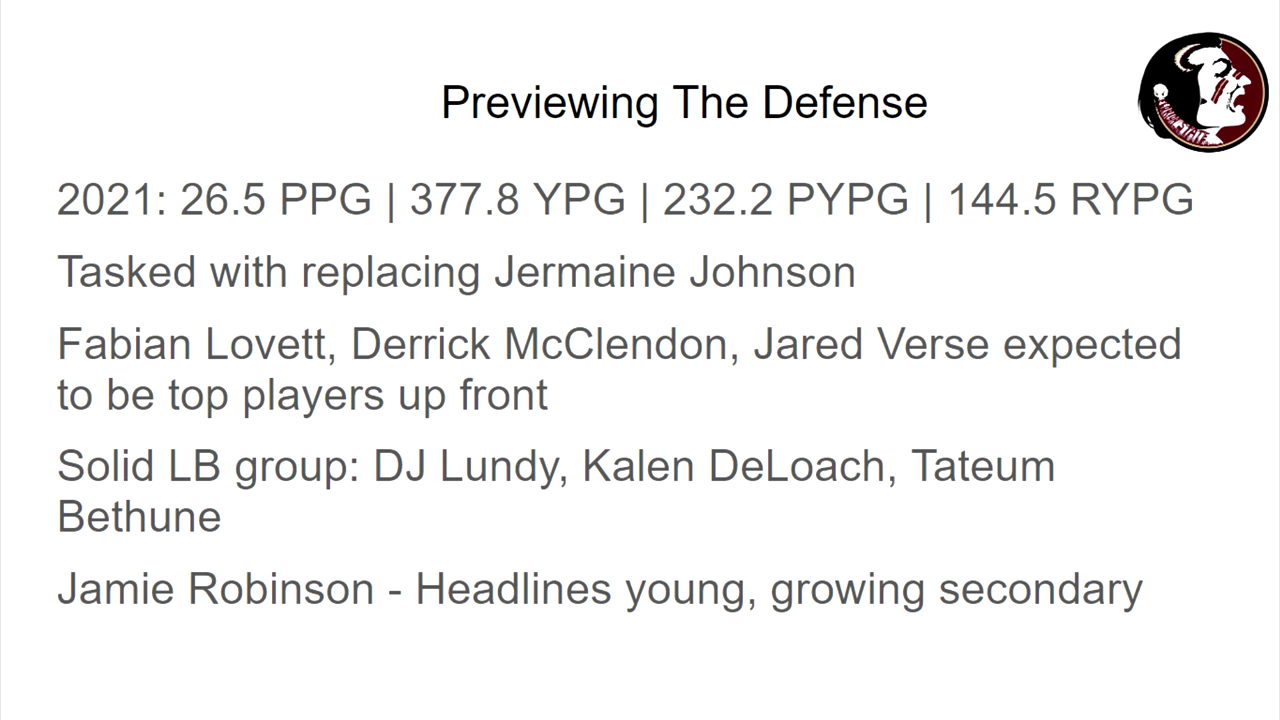 Previewing The Defense
2021: 26.5 PPG | 377.8 YPG | 232.2 PYPG | 144.5 RYPG
Tasked with replacing Jermaine Johnson
Fabian Lovett, Derrick McClendon, Jared Verse expected
to be top players up front
Solid LB group: DJ Lundy, Kalen DeLoach, Tateum
Bethune
Jamie Robinson - Headlines young, growing secondary